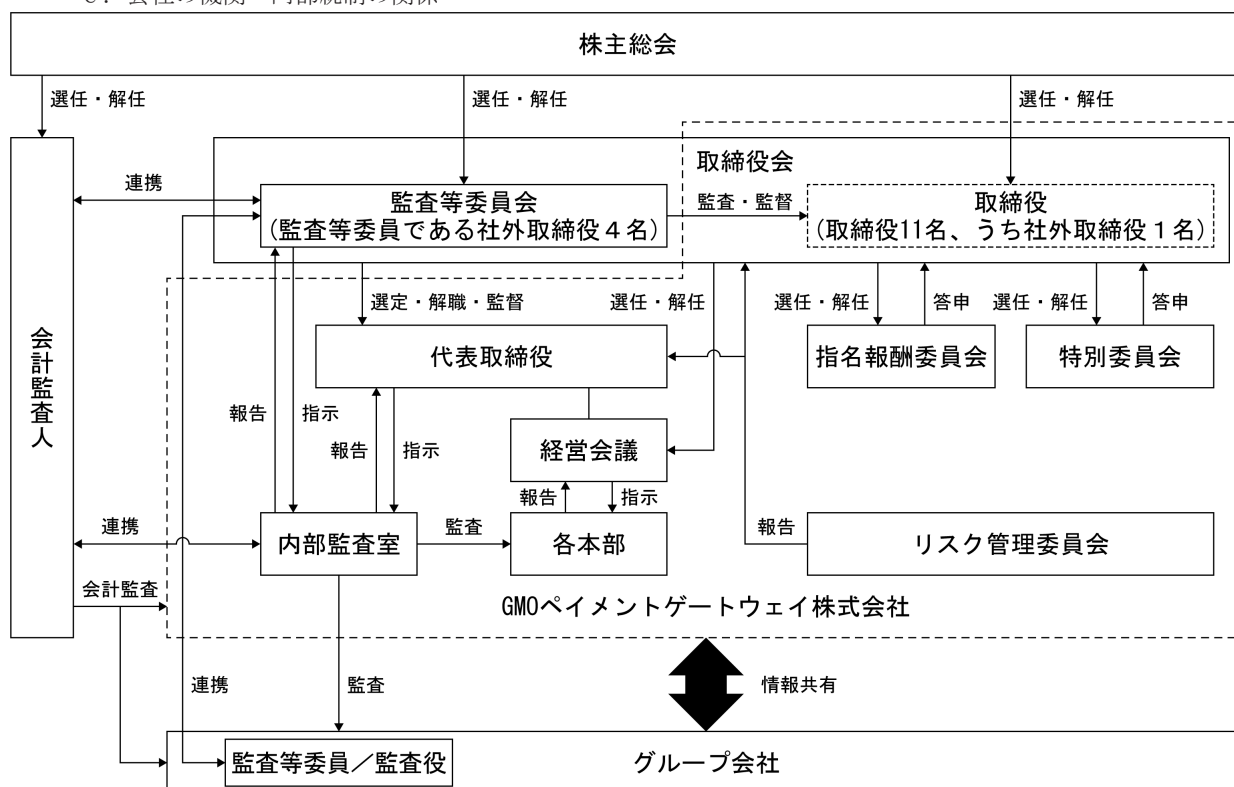 株主総会
選任・解任
選任・解任
選任・解任
取締役会
連携
監査等委員会
(監査等委員である社外取締役4名)
監査・監督
取締役
(取締役11名、うち社外取締役1名)
選定・解職・監督
選任・解任
選任・解任
答申
選任・解任
答申
会計監査人
代表取締役
指名報酬委員会
特別委員会
報告
指示
報告
指示
経営会議
報告
指示
連携
内部監査室
監査
各本部
報告
リスク管理委員会
会計監査
GMOペイメントゲートウェイ株式会社
連携
監査
情報共有
監査等委員/監査役
グループ会社